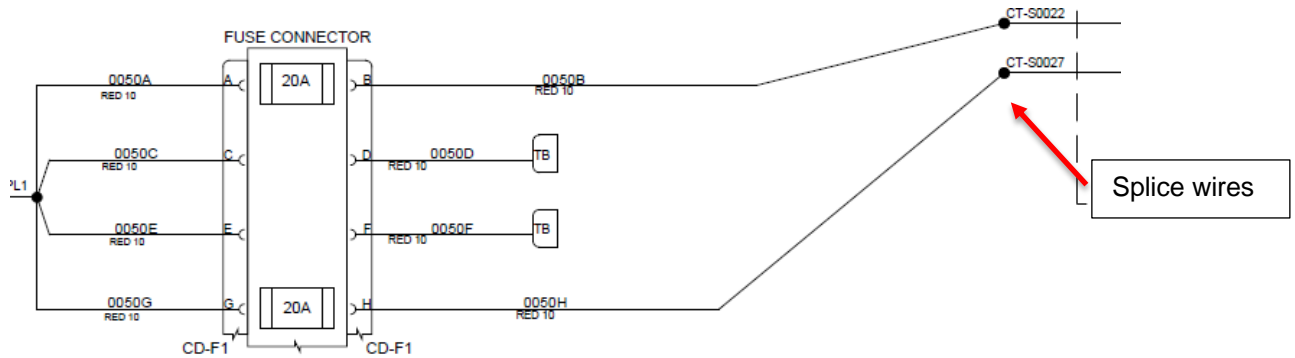 CT-S0022
FUSE CONNECTOR
CT-S0027
0050A A 20A B 0050B
RED 10 RED 10
0050C C D 0050D TB
RED 10 RED 10
PL1
Splice wires
0050E E F 0050F TB
RED 10 RED 10
0050G G 20A H 0050H
RED 10 RED 10
CD-F1 CD-F1